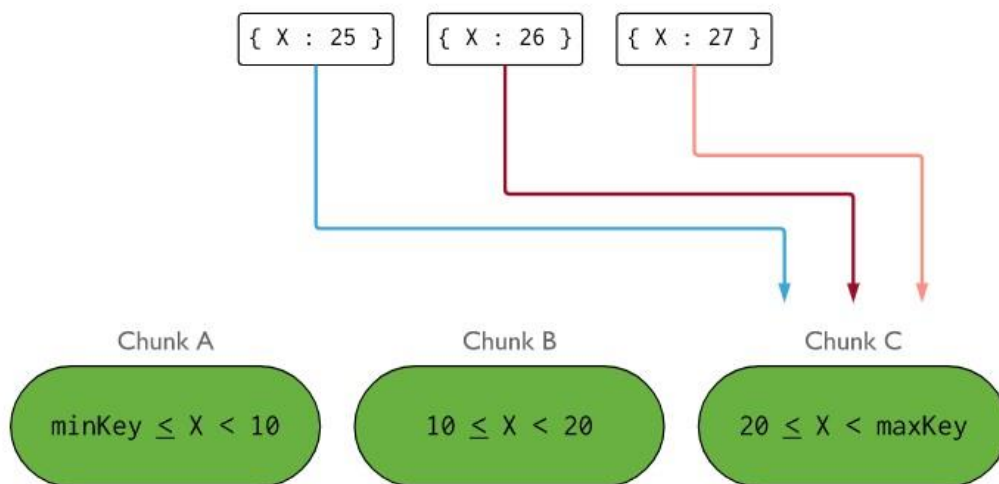 { X : 25 } { X : 26 } { X : 27 }
Chunk A Chunk B Chunk C
minKey ≤ X < 10 10 ≤ X < 20 20 ≤ X < maxKey